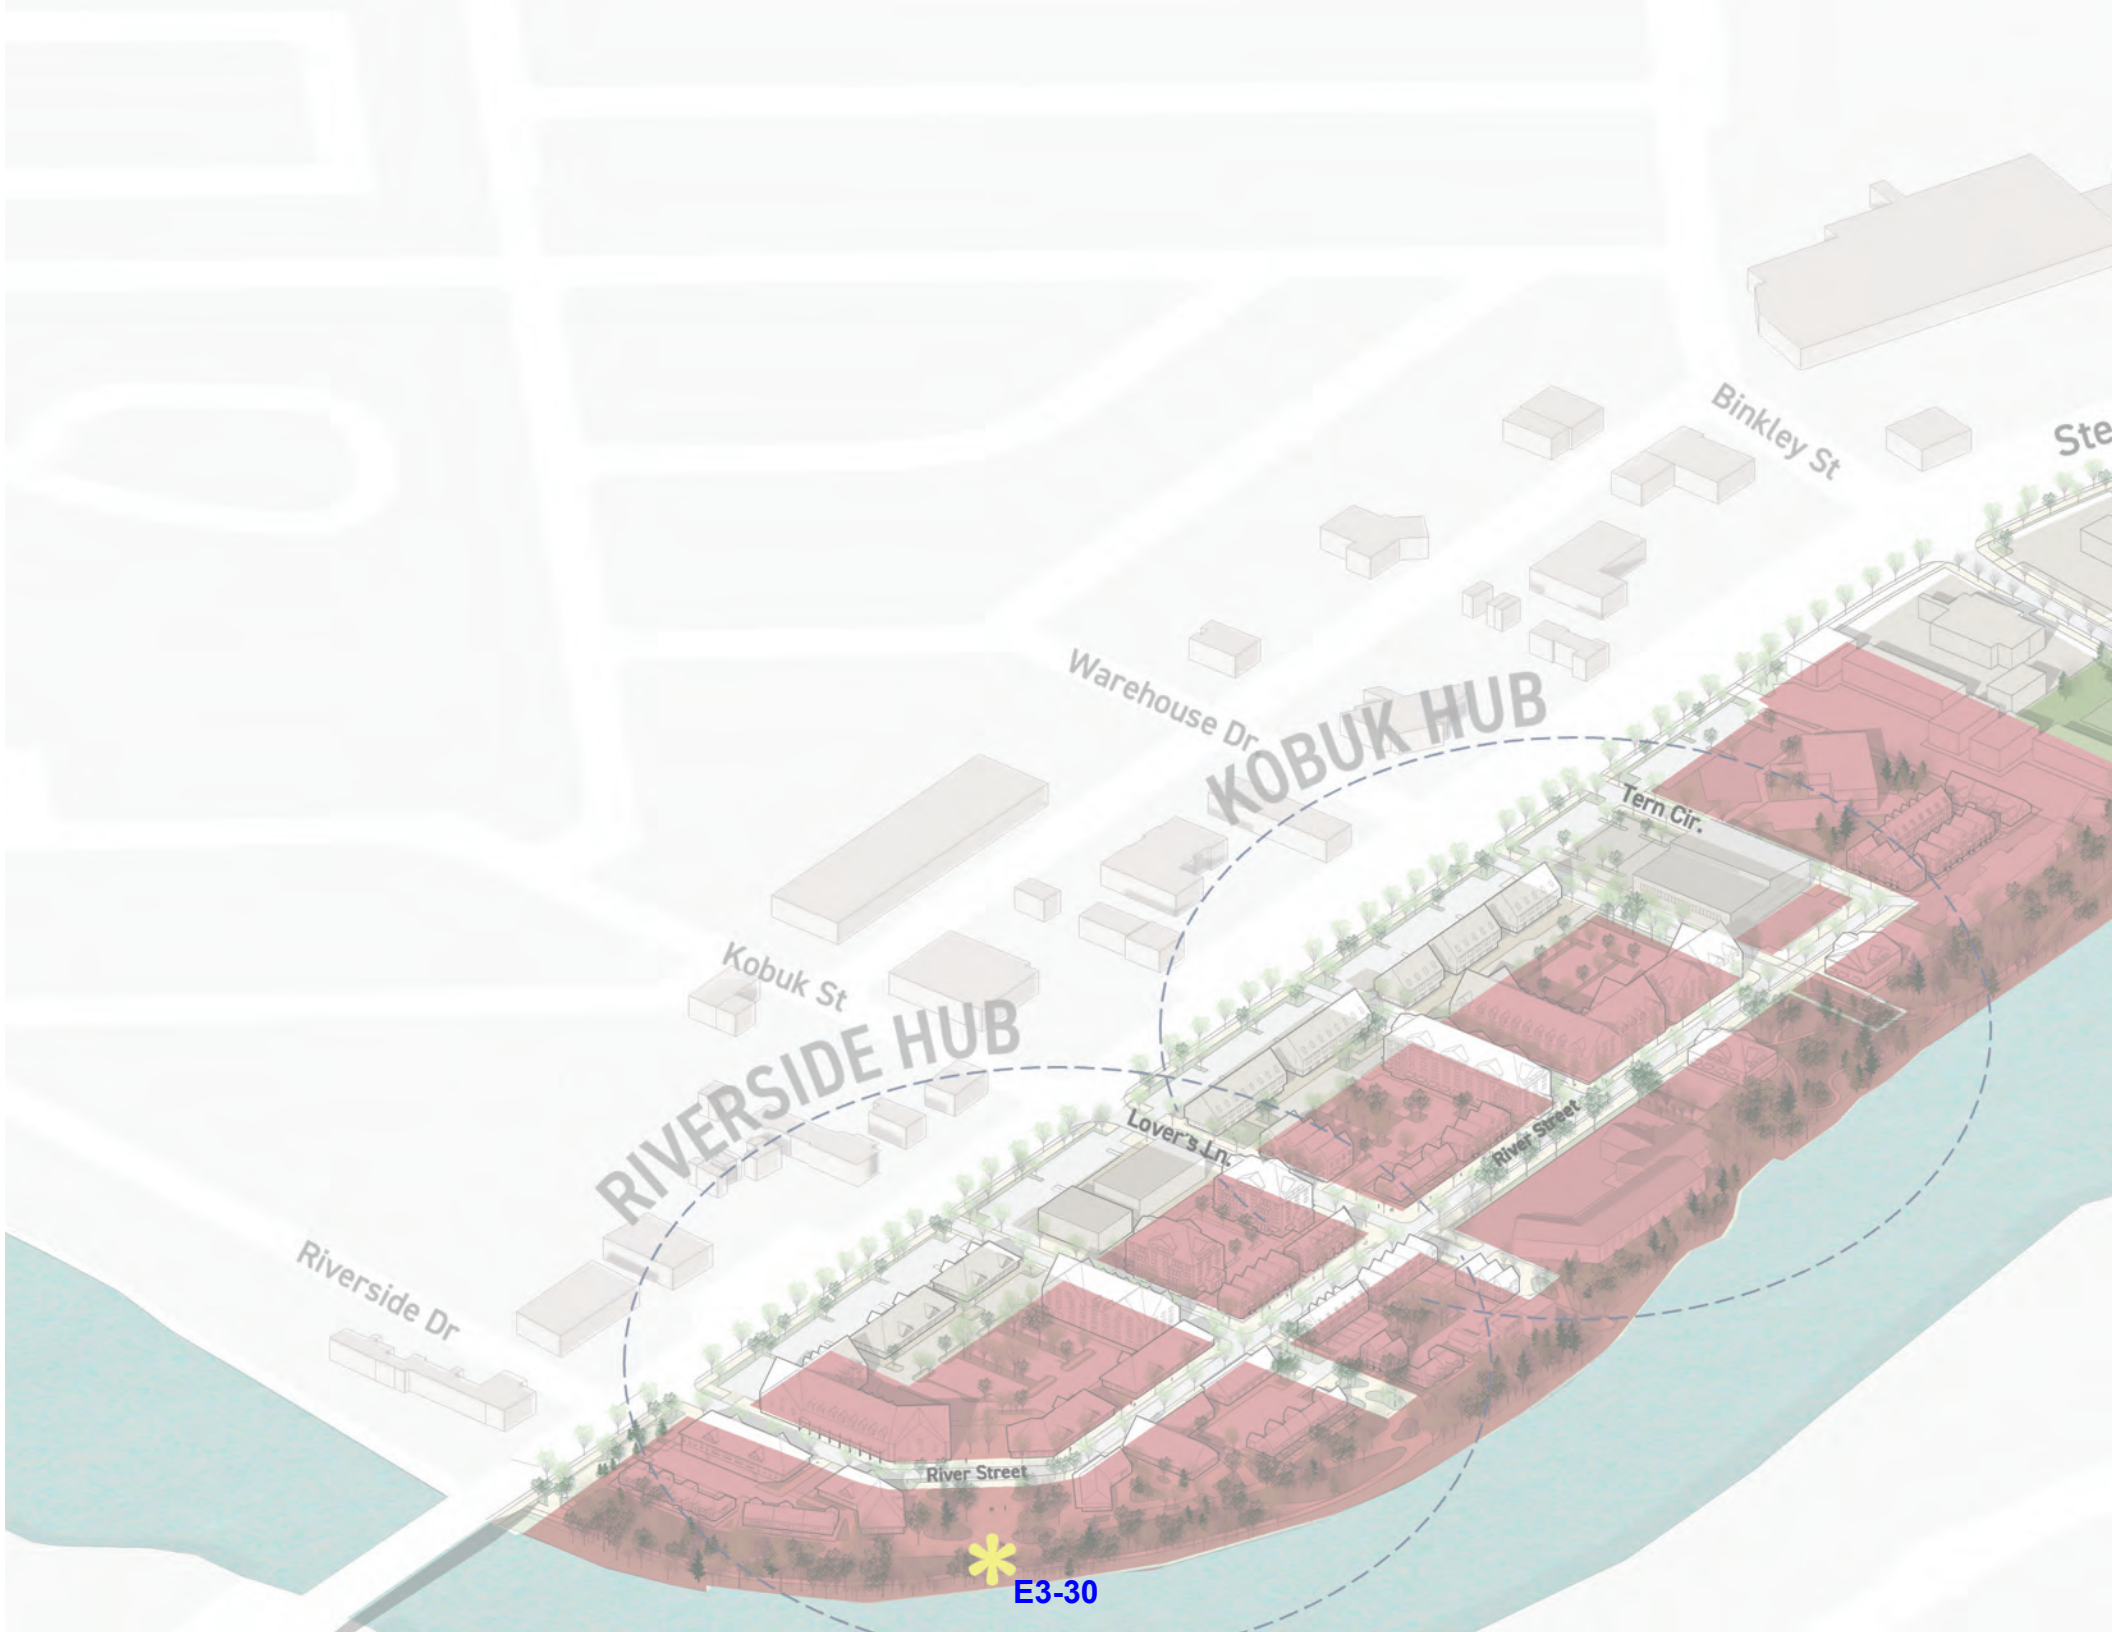 Binkley St
Ste
Warehouse Dr
KOBUK HUB
Tern Cir.
Kobuk St
RIVERSIDE HUB
Lover's Ln.
River Street
Riverside Dr
River Street
E3-30